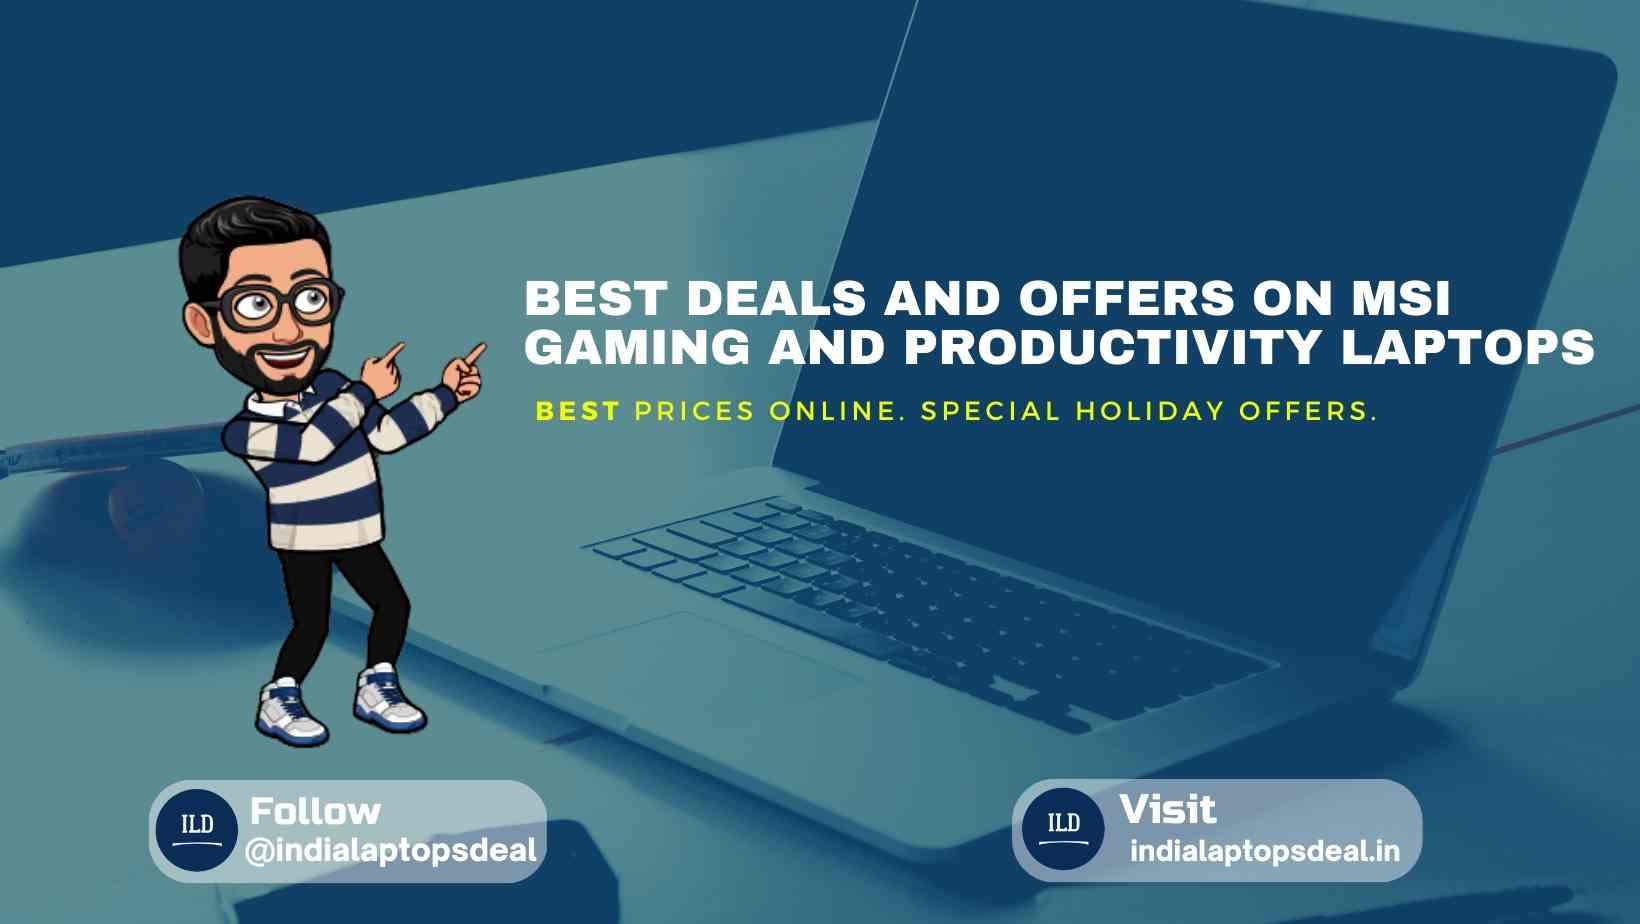 BEST DEALS AND OFFERS ON MSI
GAMING AND PRODUCTIVITY LAPTOPS
BEST PRICES ONLINE. SPECIAL HOLIDAY OFFERS.
ILD
Follow
@indialaptopsdeal
ILD
Visit
indialaptopsdeal.in